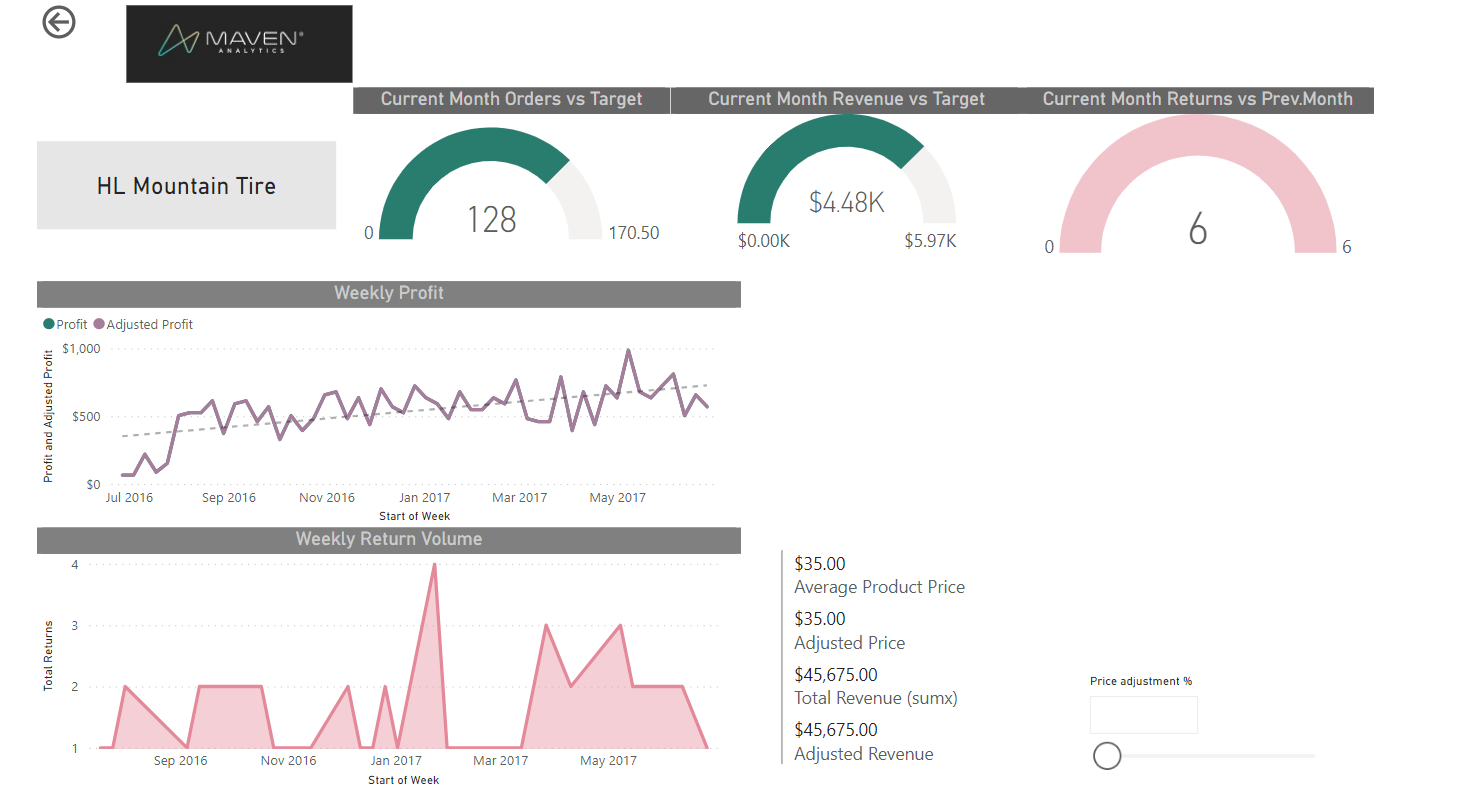 MAVEN®
ANALYTICS
Current Month Orders vs Target
Current Month Revenue vs Target
Current Month Returns vs Prev.Month
HL Mountain Tire
128
0
170.50
$4.48K
$0.00K
$5.97K
6
0
6
Weekly Profit
Profit
Adjusted Profit
Profit and Adjusted Profit
$1,000
$500
$0
Jul 2016
Sep 2016
Nov 2016
Jan 2017
Mar 2017
May 2017
Start of Week
Weekly Return Volume
Total Returns
4
3
2
1
Sep 2016
Nov 2016
Jan 2017
Mar 2017
May 2017
Start of Week
$35.00
Average Product Price
$35.00
Adjusted Price
$45,675.00
Total Revenue (sumx)
$45,675.00
Adjusted Revenue
Price adjustment %